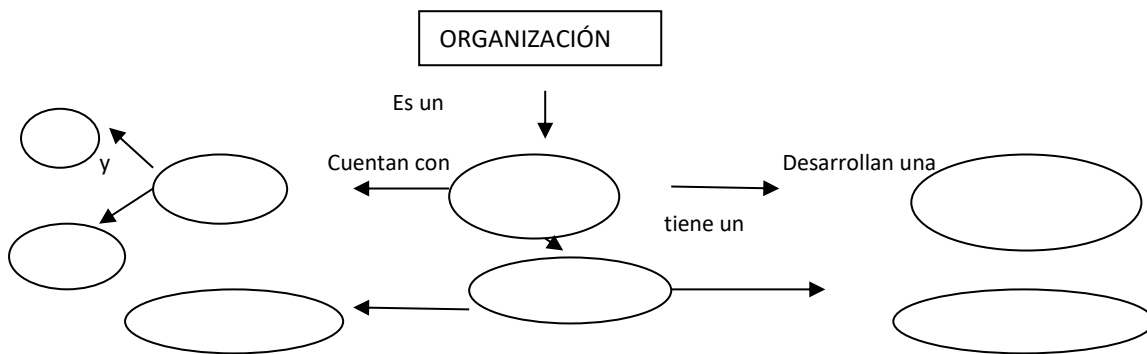 ORGANIZACIÓN
Es un
y
Cuentan con
Desarrollan una
tiene un